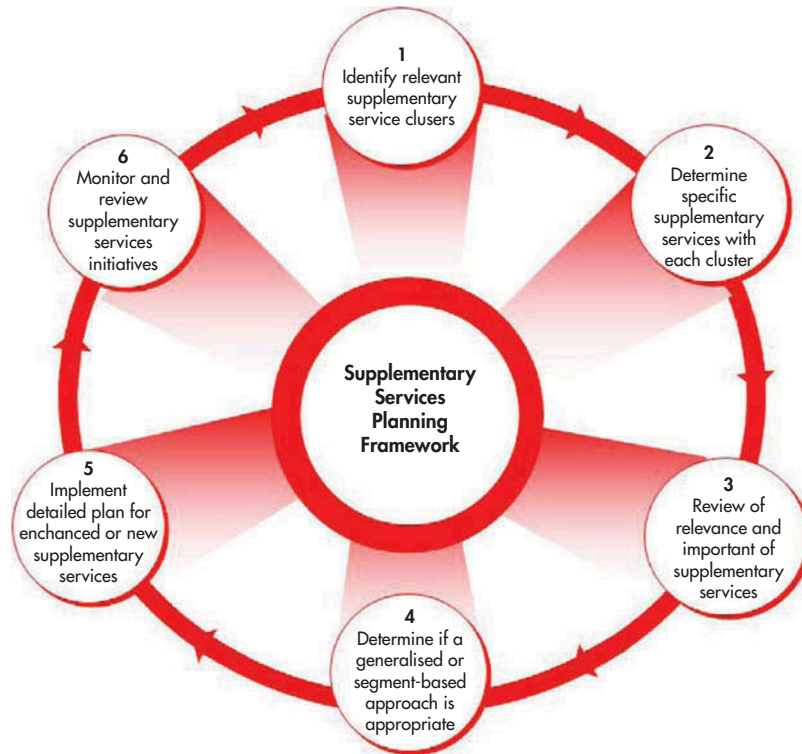 1
Identify relevant
supplementary
service clusers
2
Determine
specific
supplementary
services with
each cluster
3
Review of
relevance and
important of
supplementary
services
4
Determine if a
generalised or
segment-based
approach is
appropriate
5
Implement
detailed plan for
enchanced or new
supplementary
services
6
Monitor and
review
supplementary
services
initiatives
Supplementary
Services
Planning
Framework